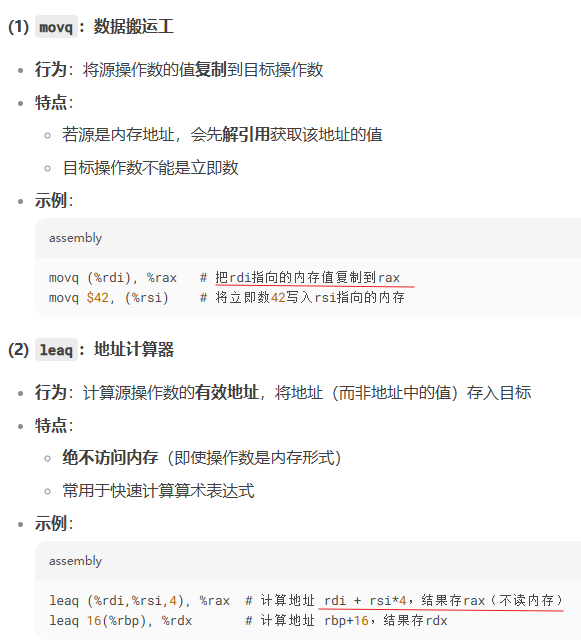 (1) movq：数据搬运工
行为：将源操作数的值复制到目标操作数
特点：
若源是内存地址，会先解引用获取该地址的值
目标操作数不能是立即数
示例：
assembly
movq (%rdi), %rax   # 把rdi指向的内存值复制到rax
movq $42, (%rsi)    # 将立即数42写入rsi指向的内存
(2) leaq：地址计算器
行为：计算源操作数的有效地址，将地址（而非地址中的值）存入目标
特点：
绝不访问内存（即使操作数是内存形式）
常用于快速计算算术表达式
示例：
assembly
leaq (%rdi,%rsi,4), %rax  # 计算地址 rdi + rsi*4，结果存rax（不读内存）
leaq 16(%rbp), %rdx       # 计算地址 rbp+16，结果存rdx